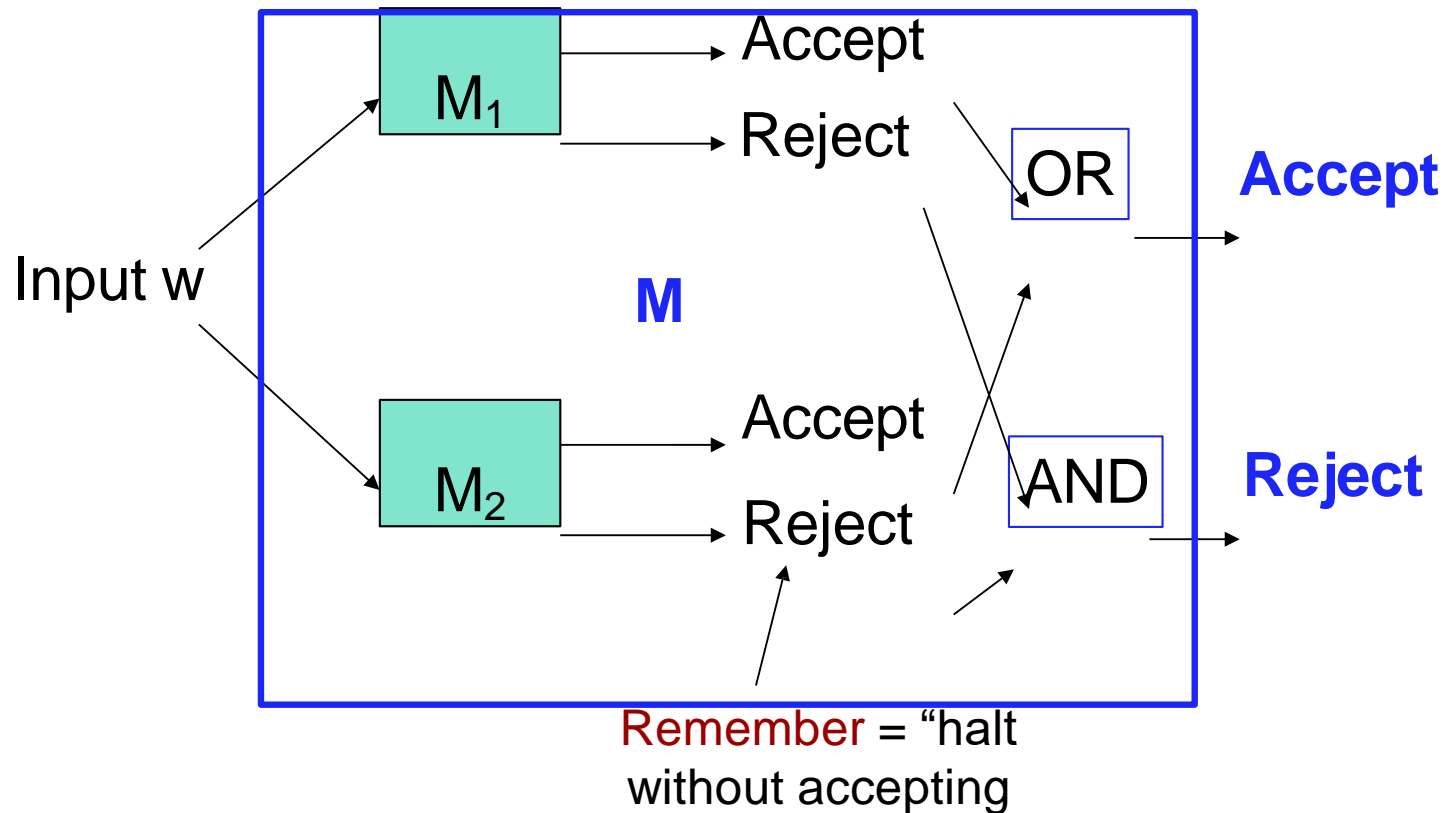 Accept
M₁
Reject
OR
Accept
Input w
M
Accept
M₂
Reject
AND
Reject
Remember = “halt
without accepting